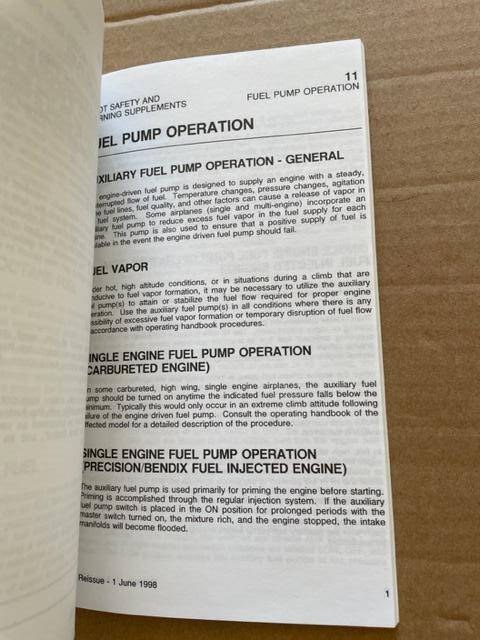 11
OT SAFETY AND
RNING SUPPLEMENTS
FUEL PUMP OPERATION
UEL PUMP OPERATION
UXILIARY FUEL PUMP OPERATION - GENERAL
engine-driven fuel pump is designed to supply an engine with a steady,
terrupted flow of fuel. Temperature changes, pressure changes, agitation
fuel lines, fuel quality, and other factors can cause a release of vapor in
fuel system. Some airplanes (single and multi-engine) incorporate an
iliary fuel pump to reduce excess fuel vapor in the fuel supply for each
ine. This pump is also used to ensure that a positive supply of fuel is
ilable in the event the engine driven fuel pump should fail.
UEL VAPOR
der hot, high altitude conditions, or in situations during a climb that are
nducive to fuel vapor formation, it may be necessary to utilize the auxiliary
pump(s) to attain or stabilize the fuel flow required for proper engine
eration. Use the auxiliary fuel pump(s) in all conditions where there is any
ssibility of excessive fuel vapor formation or temporary disruption of fuel flow
accordance with operating handbook procedures.
INGLE ENGINE FUEL PUMP OPERATION
CARBURETED ENGINE)
n some carbureted, high wing, single engine airplanes, the auxiliary fuel
ump should be turned on anytime the indicated fuel pressure falls below the
inimum. Typically this would only occur in an extreme climb attitude following
ilure of the engine driven fuel pump. Consult the operating handbook of the
ffected model for a detailed description of the procedure.
SINGLE ENGINE FUEL PUMP OPERATION
(PRECISION/BENDIX FUEL INJECTED ENGINE)
The auxiliary fuel pump is used primarily for priming the engine before starting.
Priming is accomplished through the regular injection system. If the auxiliary
fuel pump switch is placed in the ON position for prolonged periods with the
master switch turned on, the mixture rich, and the engine stopped, the intake
manifolds will become flooded.
Reissue - 1 June 1998
1